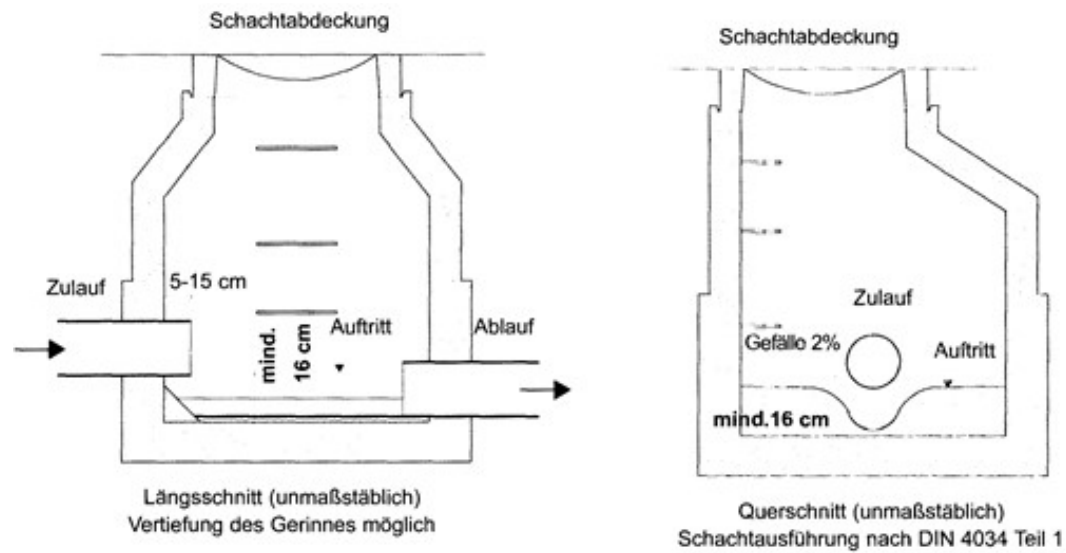 Schachtabdeckung
Zulauf
5-15 cm
mind.
16 cm
Auftritt
Ablauf
Längsschnitt (unmaßstäblich)
Vertiefung des Gerinnes möglich
Schachtabdeckung
Zulauf
Gefälle 2%
Auftritt
mind.16 cm
Querschnitt (unmaßstäblich)
Schachtausführung nach DIN 4034 Teil 1